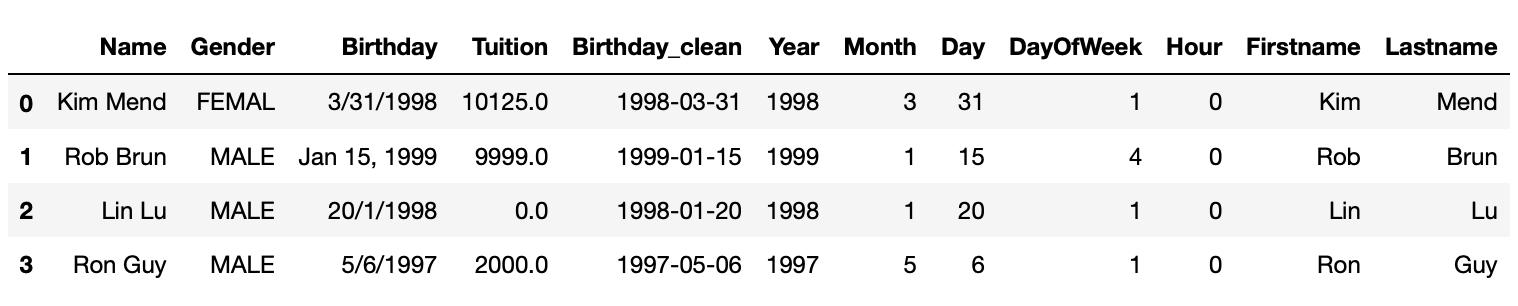 Name Gender Birthday Tuition Birthday_clean Year Month Day DayOfWeek Hour Firstname Lastname
0 Kim Mend FEMAL 3/31/1998 10125.0 1998-03-31 1998 3 31 1 0 Kim Mend
1 Rob Brun MALE Jan 15, 1999 9999.0 1999-01-15 1999 1 15 4 0 Rob Brun
2 Lin Lu MALE 20/1/1998 0.0 1998-01-20 1998 1 20 1 0 Lin Lu
3 Ron Guy MALE 5/6/1997 2000.0 1997-05-06 1997 5 6 1 0 Ron Guy